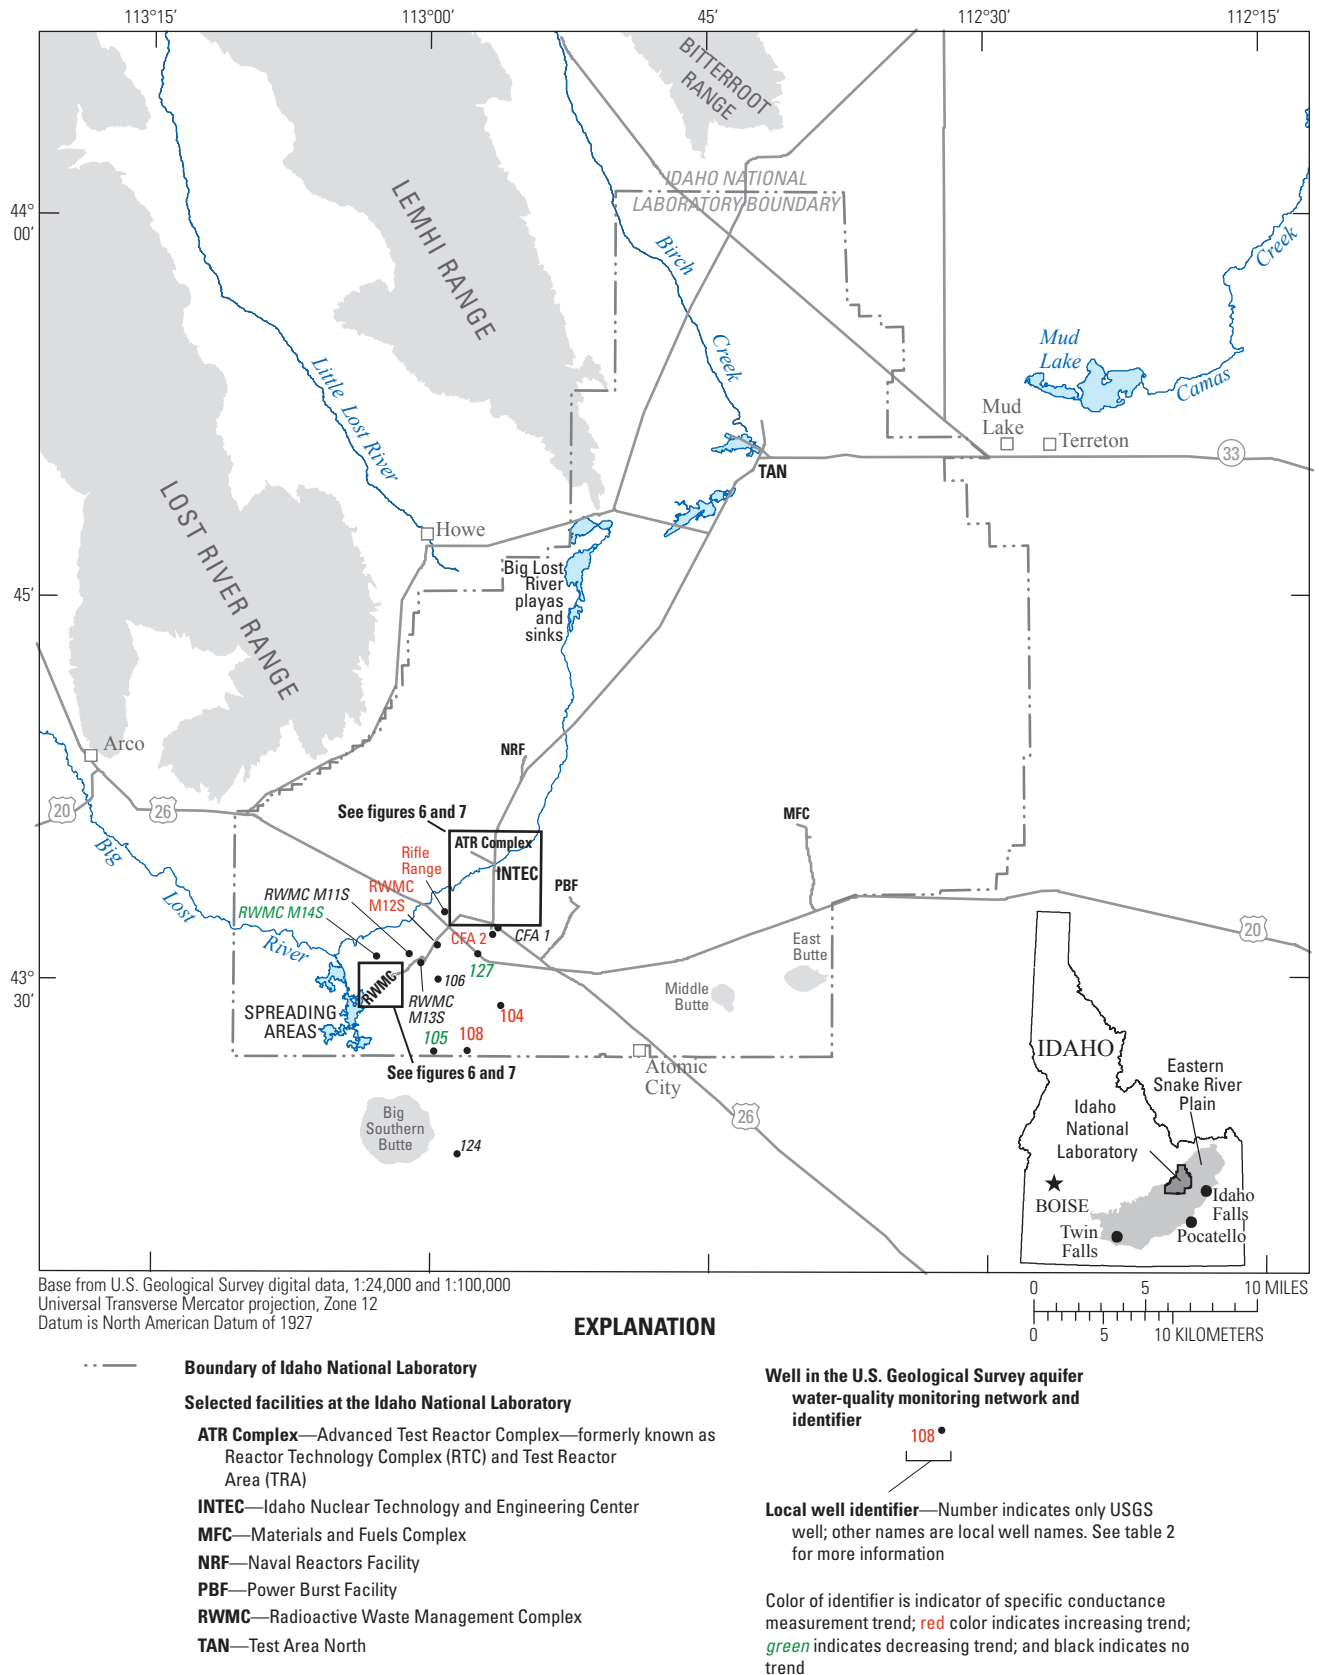 113°15'
113°00'
45'
112°30'
112°15'
BITTERROOT
RANGE
IDAHO NATIONAL
LABORATORY BOUNDARY
44°
00'
LEMHI RANGE
Birch
Creek
Creek
Camas
Mud
Lake
Mud
Lake
Terreton
33
TAN
Little Lost River
LOST RIVER RANGE
Howe
45'
Big Lost
River
playas
and
sinks
Arco
20
26
NRF
See figures 6 and 7
MFC
ATR Complex
INTEC
Rifle
Range
PBF
Big
Lost
River
RWMC M11S
RWMC
M12S
RWMC M14S
CFA 2
CFA 1
127
20
East
Butte
43°
30'
RWMC
106
RWMC
M13S
Middle
Butte
SPREADING
AREAS
104
105
108
See figures 6 and 7
Atomic
City
26
Big
Southern
Butte
124
IDAHO
Eastern
Snake River
Plain
Idaho
National
Laboratory
BOISE
Idaho
Falls
Twin
Falls
Pocatello
Base from U.S. Geological Survey digital data, 1:24,000 and 1:100,000
Universal Transverse Mercator projection, Zone 12
Datum is North American Datum of 1927
0 5 10 MILES
0 5 10 KILOMETERS
EXPLANATION
Boundary of Idaho National Laboratory
Selected facilities at the Idaho National Laboratory
ATR Complex—Advanced Test Reactor Complex—formerly known as
Reactor Technology Complex (RTC) and Test Reactor
Area (TRA)
INTEC—Idaho Nuclear Technology and Engineering Center
MFC—Materials and Fuels Complex
NRF—Naval Reactors Facility
PBF—Power Burst Facility
RWMC—Radioactive Waste Management Complex
TAN—Test Area North
Well in the U.S. Geological Survey aquifer
water-quality monitoring network and
identifier
108
Local well identifier—Number indicates only USGS
well; other names are local well names. See table 2
for more information
Color of identifier is indicator of specific conductance
measurement trend; red color indicates increasing trend;
green indicates decreasing trend; and black indicates no
trend